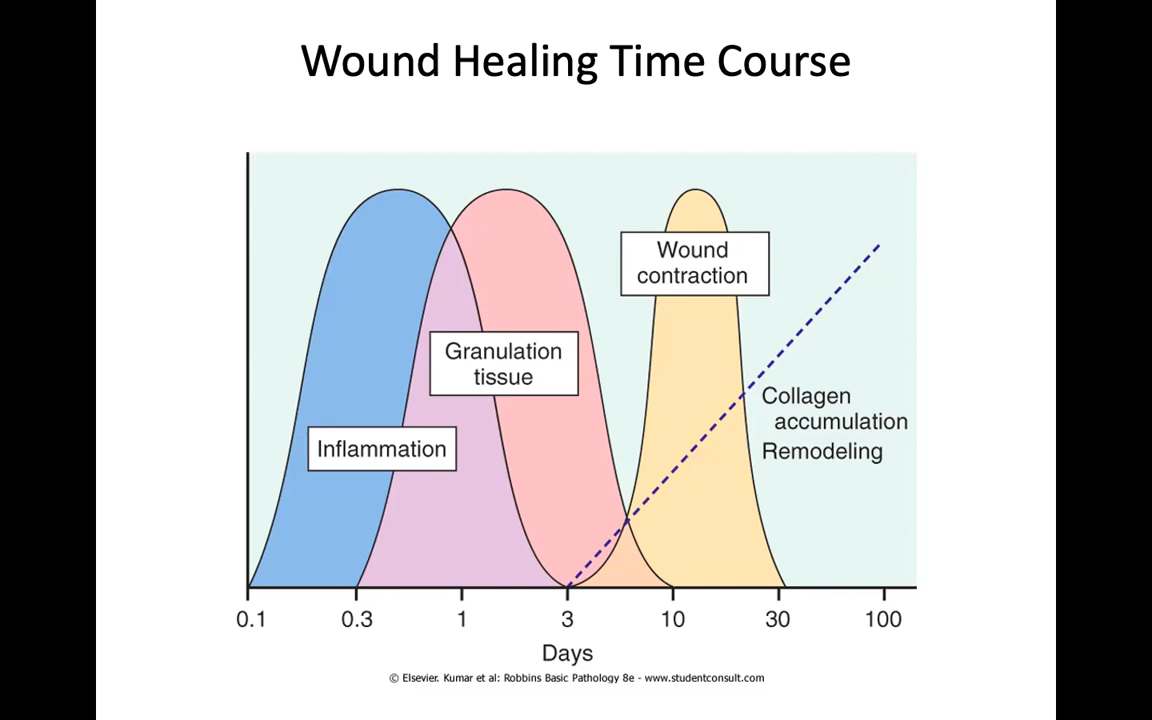 Wound Healing Time Course
Wound
contraction
Granulation
tissue
Collagen
accumulation
Inflammation
Remodeling
0.1 0.3 1 3 10 30 100
Days
© Elsevier. Kumar et al: Robbins Basic Pathology 8e - www.studentconsult.com